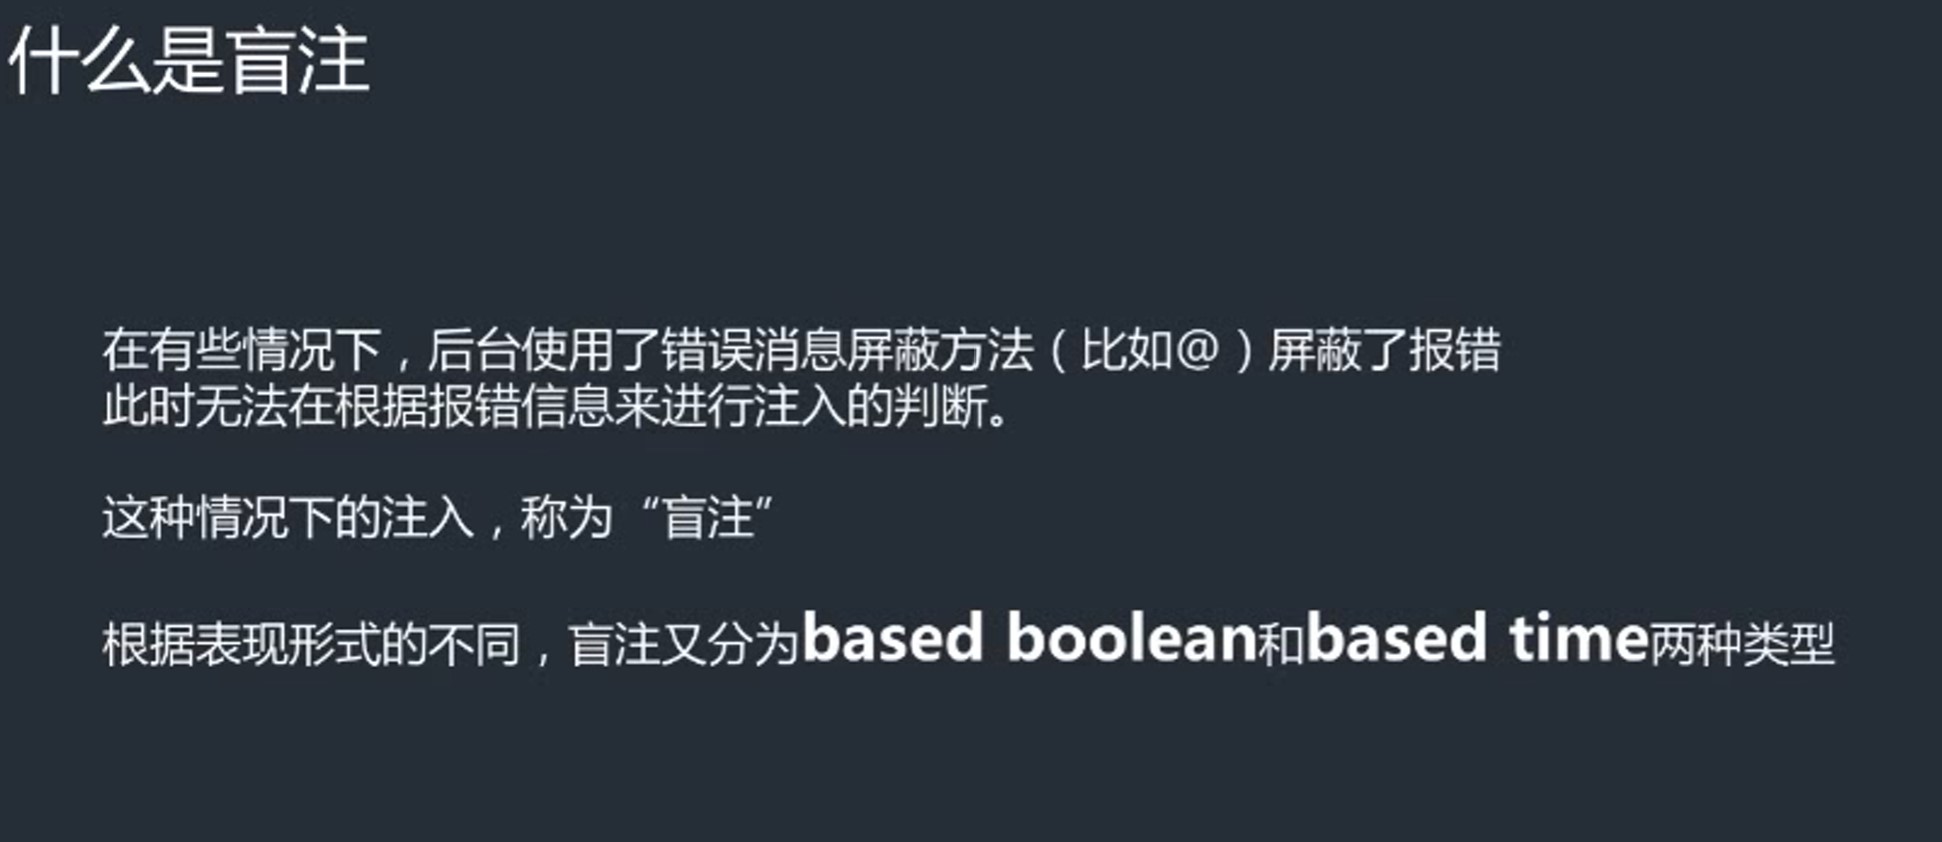 什么是盲注
在有些情况下，后台使用了错误消息屏蔽方法（比如@）屏蔽了报错
此时无法在根据报错信息来进行注入的判断。
这种情况下的注入，称为“盲注”
根据表现形式的不同，盲注又分为based boolean和based time两种类型